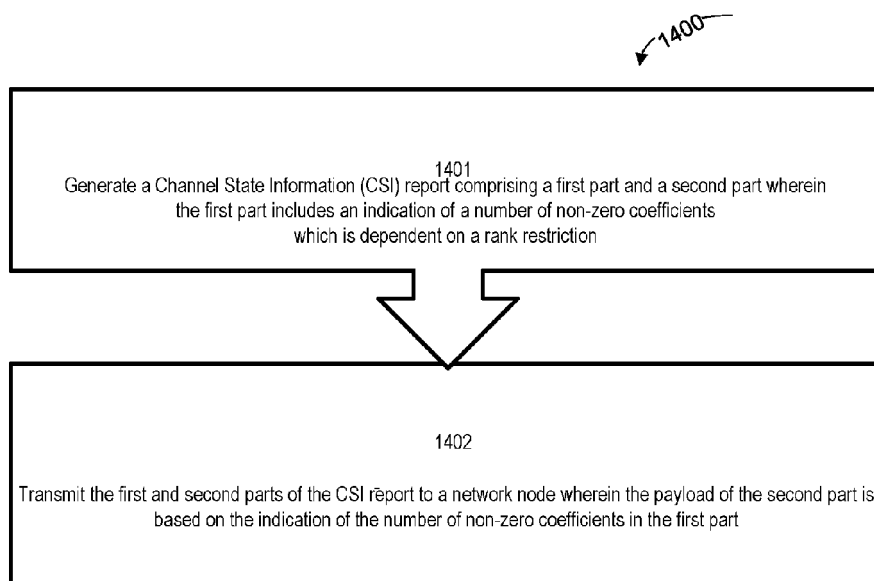 1400
1401
Generate a Channel State Information (CSI) report comprising a first part and a second part wherein
the first part includes an indication of a number of non-zero coefficients
which is dependent on a rank restriction
1402
Transmit the first and second parts of the CSI report to a network node wherein the payload of the second part is
based on the indication of the number of non-zero coefficients in the first part